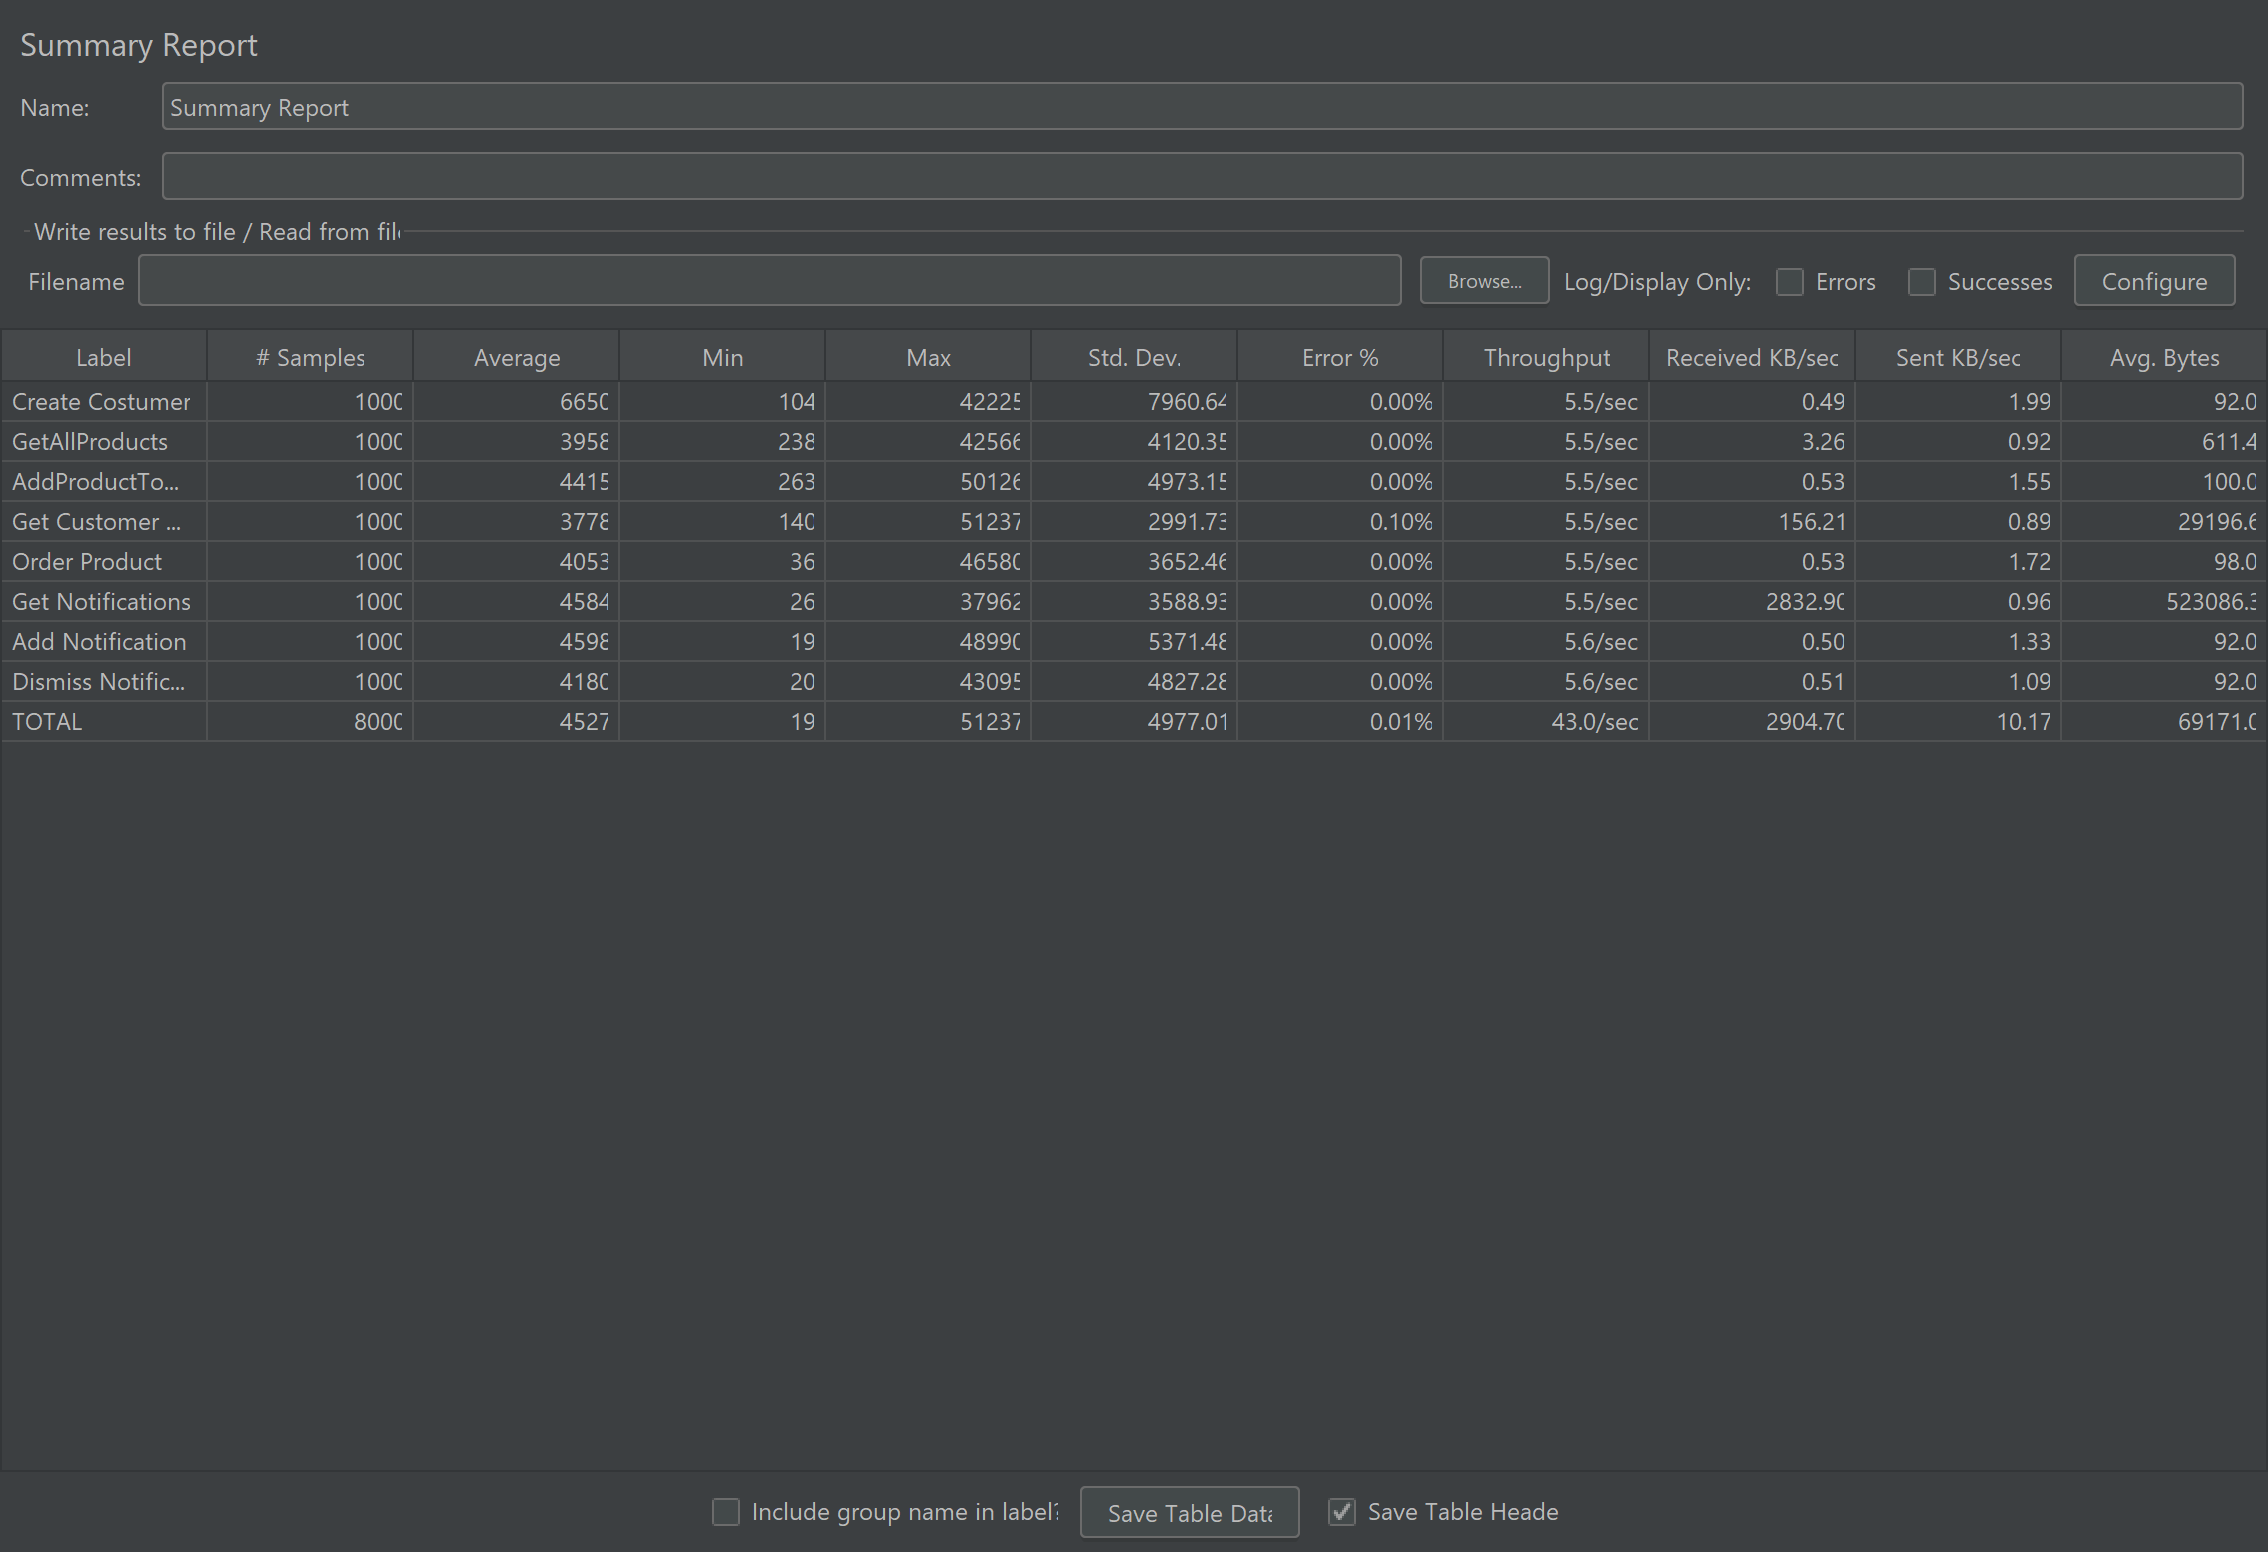 Summary Report
Name: Summary Report
Comments:
Write results to file / Read from file
Filename Browse... Log/Display Only: Errors Successes Configure
Label # Samples Average Min Max Std. Dev. Error % Throughput Received KB/sec Sent KB/sec Avg. Bytes
Create Costumer 1000 6650 104 42225 7960.64 0.00% 5.5/sec 0.49 1.99 92.0
GetAllProducts 1000 3958 238 42566 4120.35 0.00% 5.5/sec 3.26 0.92 611.4
AddProductTo... 1000 4415 263 50126 4973.15 0.00% 5.5/sec 0.53 1.55 100.0
Get Customer ... 1000 3778 140 51237 2991.73 0.10% 5.5/sec 156.21 0.89 29196.6
Order Product 1000 4053 36 46580 3652.46 0.00% 5.5/sec 0.53 1.72 98.0
Get Notifications 1000 4584 26 37962 3588.93 0.00% 5.5/sec 2832.90 0.96 523086.3
Add Notification 1000 4598 19 48990 5371.48 0.00% 5.6/sec 0.50 1.33 92.0
Dismiss Notific... 1000 4180 20 43095 4827.28 0.00% 5.6/sec 0.51 1.09 92.0
TOTAL 8000 4527 19 51237 4977.01 0.01% 43.0/sec 2904.70 10.17 69171.0
Include group name in label? Save Table Data Save Table Heade